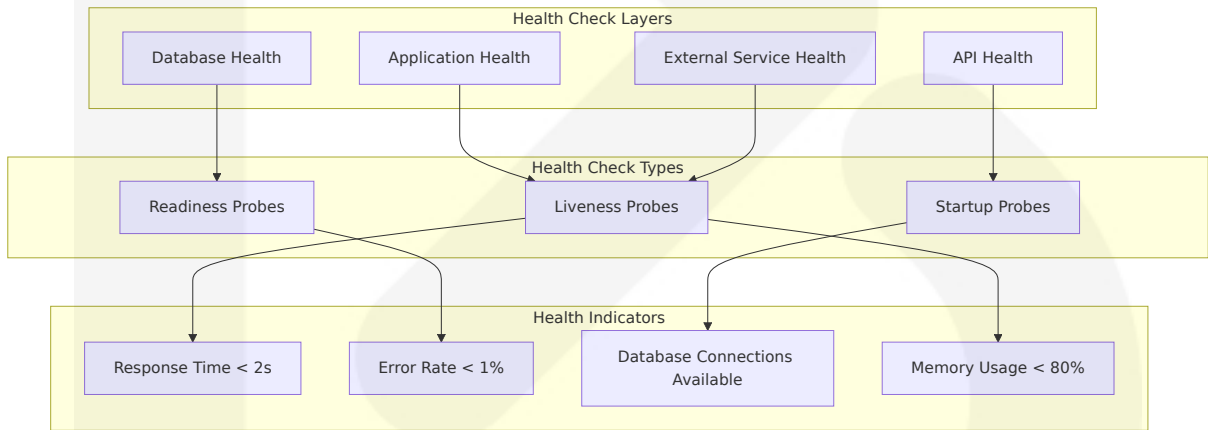 Health Check Layers
Database Health
Application Health
External Service Health
API Health
Health Check Types
Readiness Probes
Liveness Probes
Startup Probes
Health Indicators
Response Time < 2s
Error Rate < 1%
Database Connections
Available
Memory Usage < 80%